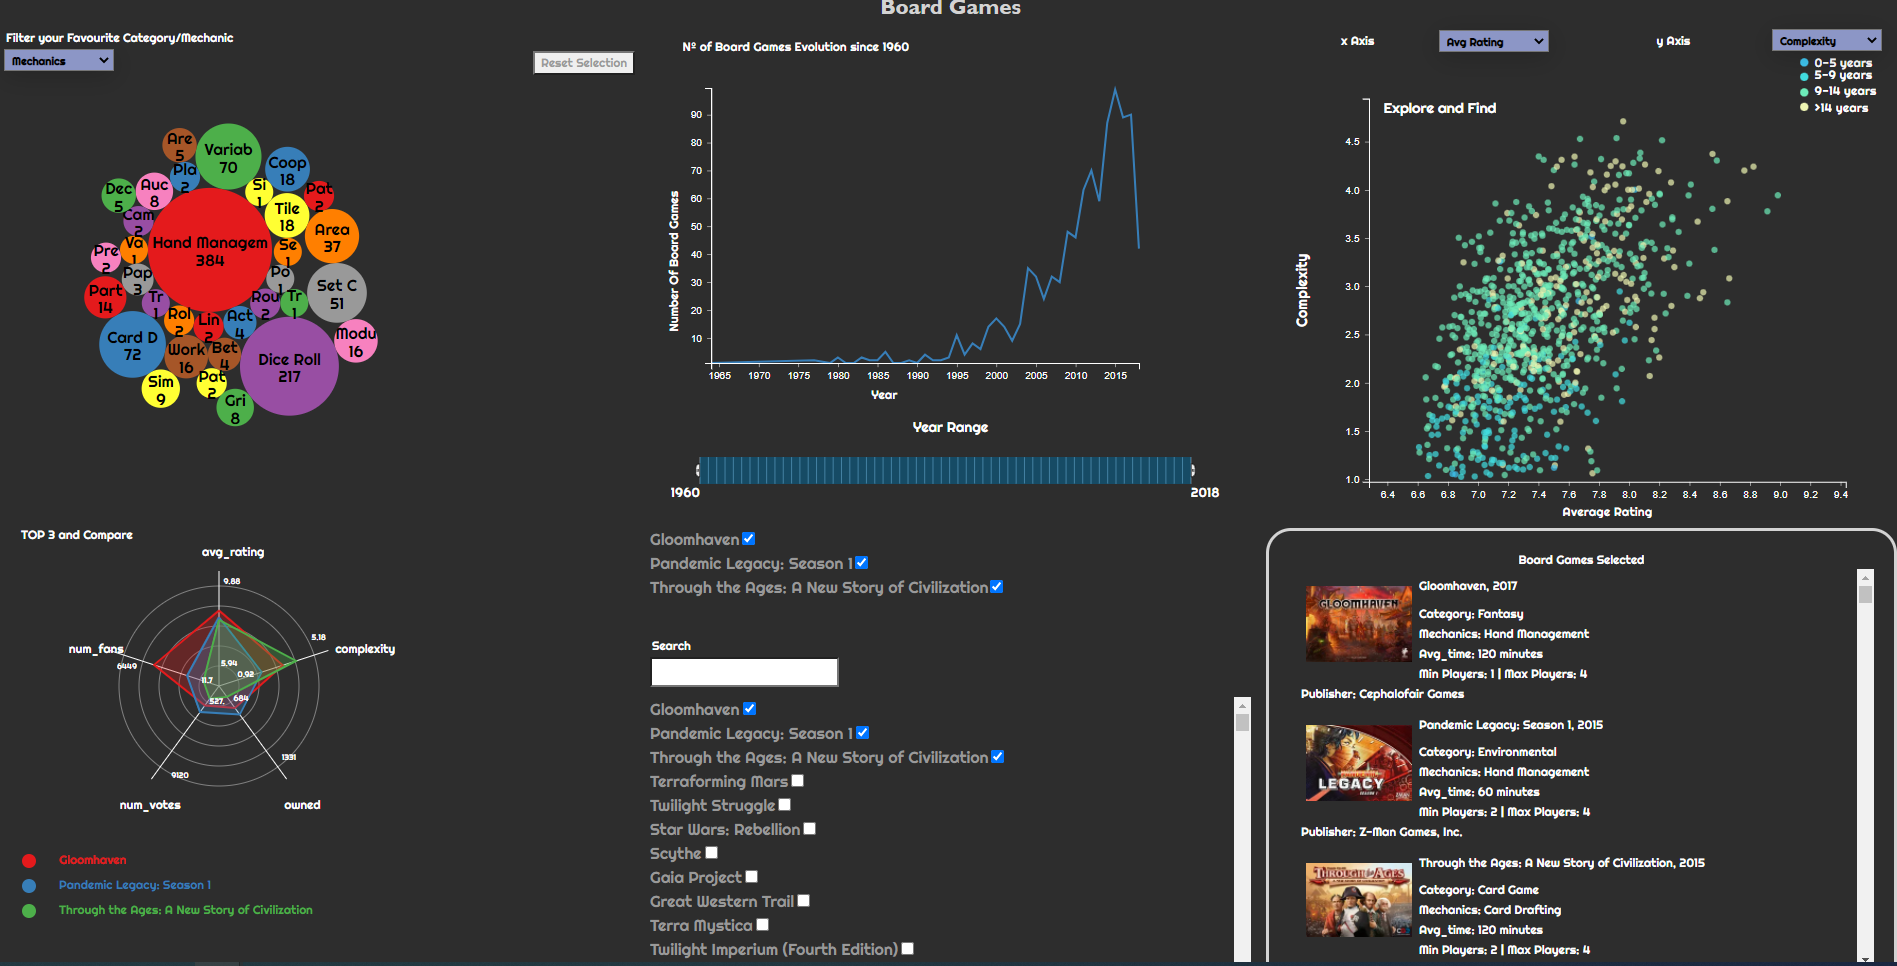 Board Games
Filter your Favourite Category/Mechanic
Mechanics
Reset Selection
Are
5
Variab
70
Coop
18
Pla
2
Dec
5
Auc
8
Si
1
Pat
2
Cam
2
Tile
18
Area
37
Hand Managem
384
Pre
2
Va
1
Se
1
Pap
3
Po
1
Set C
51
Part
14
Tr
1
Rou
2
Tr
1
Rol
2
Lin
2
Act
4
Modu
16
Card D
72
Work
16
Bet
4
Dice Roll
217
Sim
9
Pat
2
Gri
8
Nº of Board Games Evolution since 1960
Number Of Board Games
90
80
70
60
50
40
30
20
10
1965 1970 1975 1980 1985 1990 1995 2000 2005 2010 2015
Year
Year Range
1960 2018
x Axis
Avg Rating
y Axis
Complexity
0-5 years
5-9 years
9-14 years
>14 years
Explore and Find
Complexity
4.5
4.0
3.5
3.0
2.5
2.0
1.5
1.0
6.4 6.6 6.8 7.0 7.2 7.4 7.6 7.8 8.0 8.2 8.4 8.6 8.8 9.0 9.2 9.4
Average Rating
TOP 3 and Compare
avg_rating
9.88
5.18
complexity
num_fans
6449
5.94
0.92
11.7
684
527.
1331
9120
num_votes
owned
Gloomhaven
Pandemic Legacy: Season 1
Through the Ages: A New Story of Civilization
Gloomhaven
Pandemic Legacy: Season 1
Through the Ages: A New Story of Civilization
Search
Gloomhaven
Pandemic Legacy: Season 1
Through the Ages: A New Story of Civilization
Terraforming Mars
Twilight Struggle
Star Wars: Rebellion
Scythe
Gaia Project
Great Western Trail
Terra Mystica
Twilight Imperium (Fourth Edition)
Board Games Selected
GLOOMHAVEN
Gloomhaven, 2017
Category: Fantasy
Mechanics: Hand Management
Avg_time: 120 minutes
Min Players: 1 | Max Players: 4
Publisher: Cephalofair Games
LEGACY
Pandemic Legacy: Season 1, 2015
Category: Environmental
Mechanics: Hand Management
Avg_time: 60 minutes
Min Players: 2 | Max Players: 4
Publisher: Z-Man Games, Inc.
THROUGH THE AGES
Through the Ages: A New Story of Civilization, 2015
Category: Card Game
Mechanics: Card Drafting
Avg_time: 120 minutes
Min Players: 2 | Max Players: 4